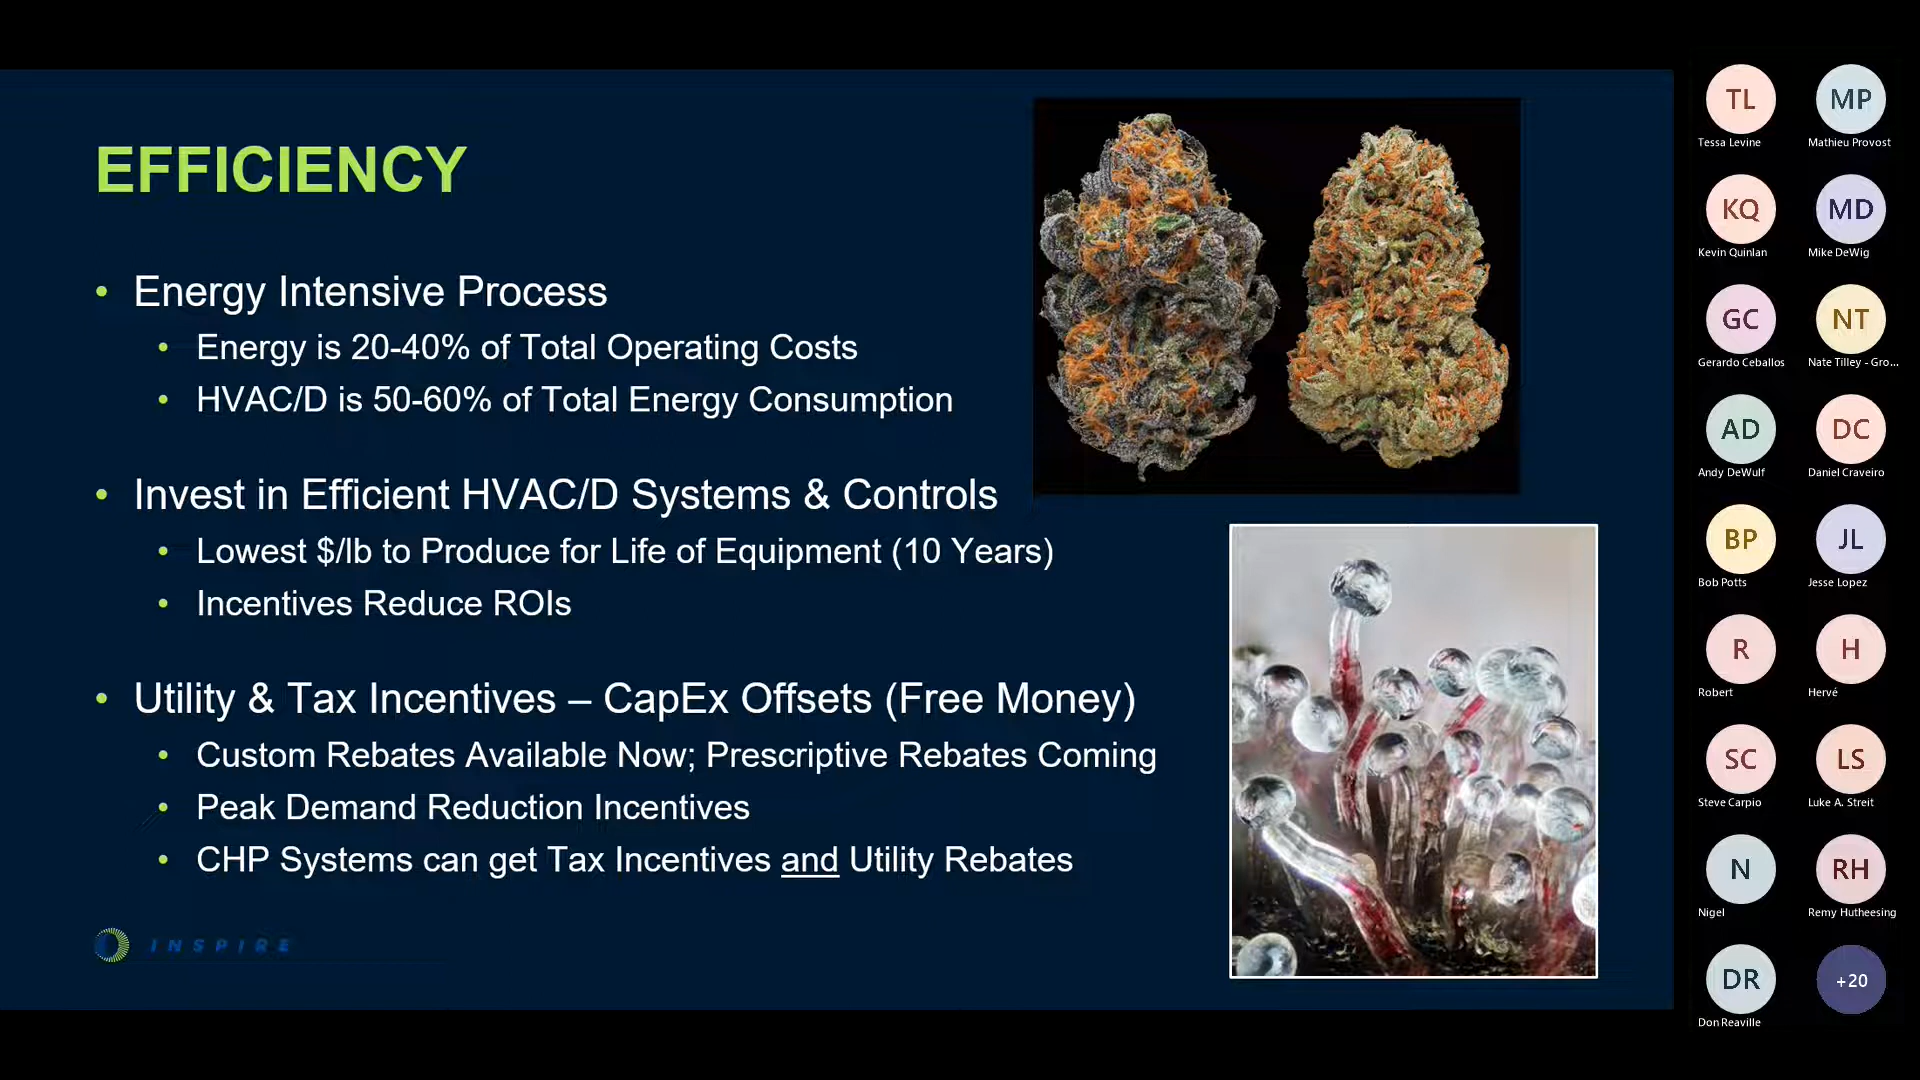 EFFICIENCY
• Energy Intensive Process
• Energy is 20-40% of Total Operating Costs
• HVAC/D is 50-60% of Total Energy Consumption
• Invest in Efficient HVAC/D Systems & Controls
• Lowest $/lb to Produce for Life of Equipment (10 Years)
• Incentives Reduce ROIs
• Utility & Tax Incentives – CapEx Offsets (Free Money)
• Custom Rebates Available Now; Prescriptive Rebates Coming
• Peak Demand Reduction Incentives
• CHP Systems can get Tax Incentives and Utility Rebates
INSPIRE
TL
Tessa Levine
MP
Mathieu Provost
KQ
Kevin Quinlan
MD
Mike DeWig
GC
Gerardo Ceballos
NT
Nate Tilley - Gro...
AD
Andy DeWulf
DC
Daniel Craveiro
BP
Bob Potts
JL
Jesse Lopez
R
Robert
H
Hervé
SC
Steve Carpio
LS
Luke A. Streit
N
Nigel
RH
Remy Hutheesing
DR
Don Reaville
+20